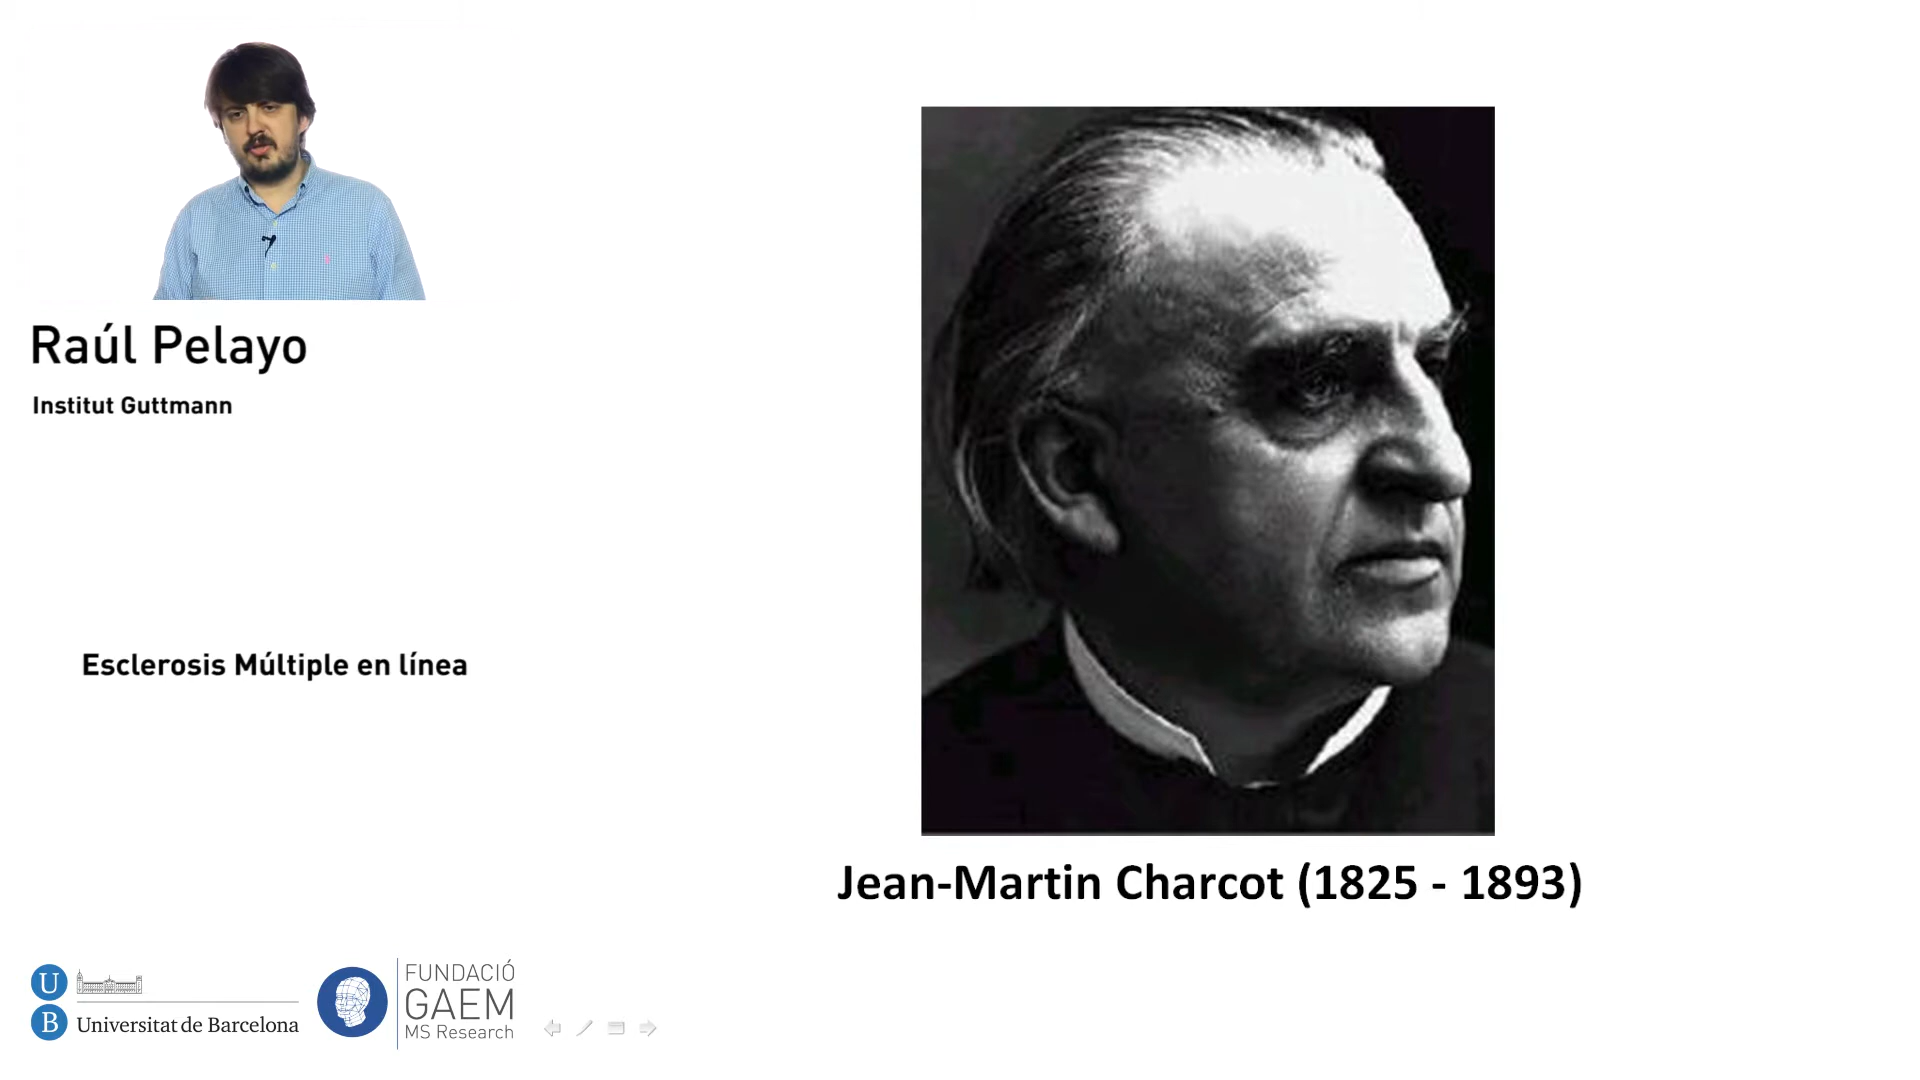 Raúl Pelayo
Institut Guttmann
Esclerosis Múltiple en línea
Jean-Martin Charcot (1825 - 1893)
U
B
Universitat de Barcelona
FUNDACIÓ
GAEM
MS Research